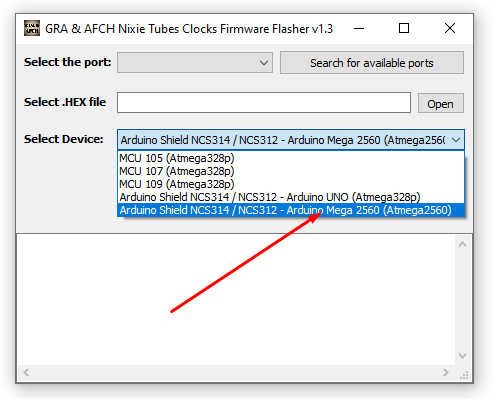 GRA & AFCH Nixie Tubes Clocks Firmware Flasher v1.3
Select the port:
Search for available ports
Select .HEX file
Open
Select Device:
Arduino Shield NCS314 / NCS312 - Arduino Mega 2560 (Atmega2560
MCU 105 (Atmega328p)
MCU 107 (Atmega328p)
MCU 109 (Atmega328p)
Arduino Shield NCS314 / NCS312 - Arduino UNO (Atmega328p)
Arduino Shield NCS314 / NCS312 - Arduino Mega 2560 (Atmega2560)